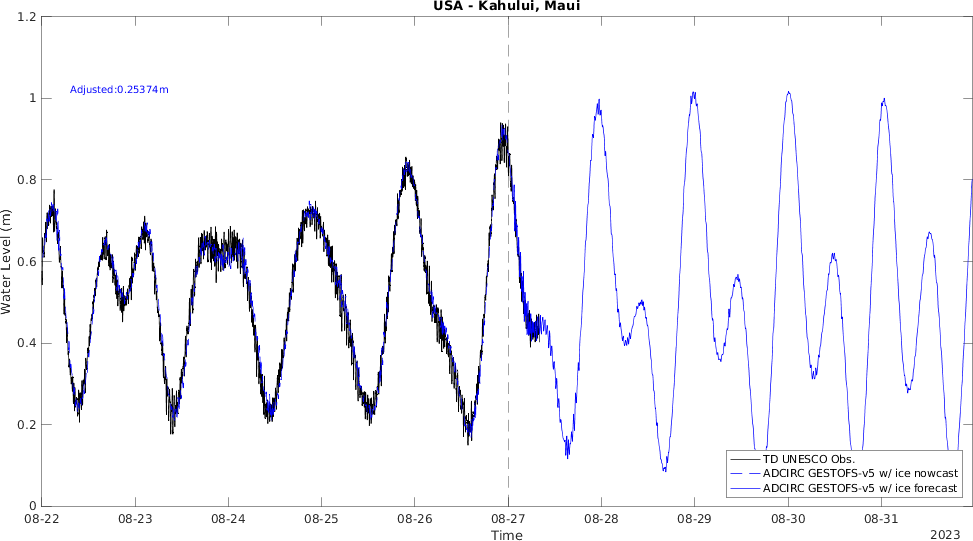 USA - Kahului, Maui
1.2
1
0.8
0.6
0.4
0.2
0
Water Level (m)
Adjusted:0.25374m
TD UNESCO Obs.
ADCIRC GESTOFS-v5 w/ ice nowcast
ADCIRC GESTOFS-v5 w/ ice forecast
08-22 08-23 08-24 08-25 08-26 08-27 08-28 08-29 08-30 08-31
Time
2023